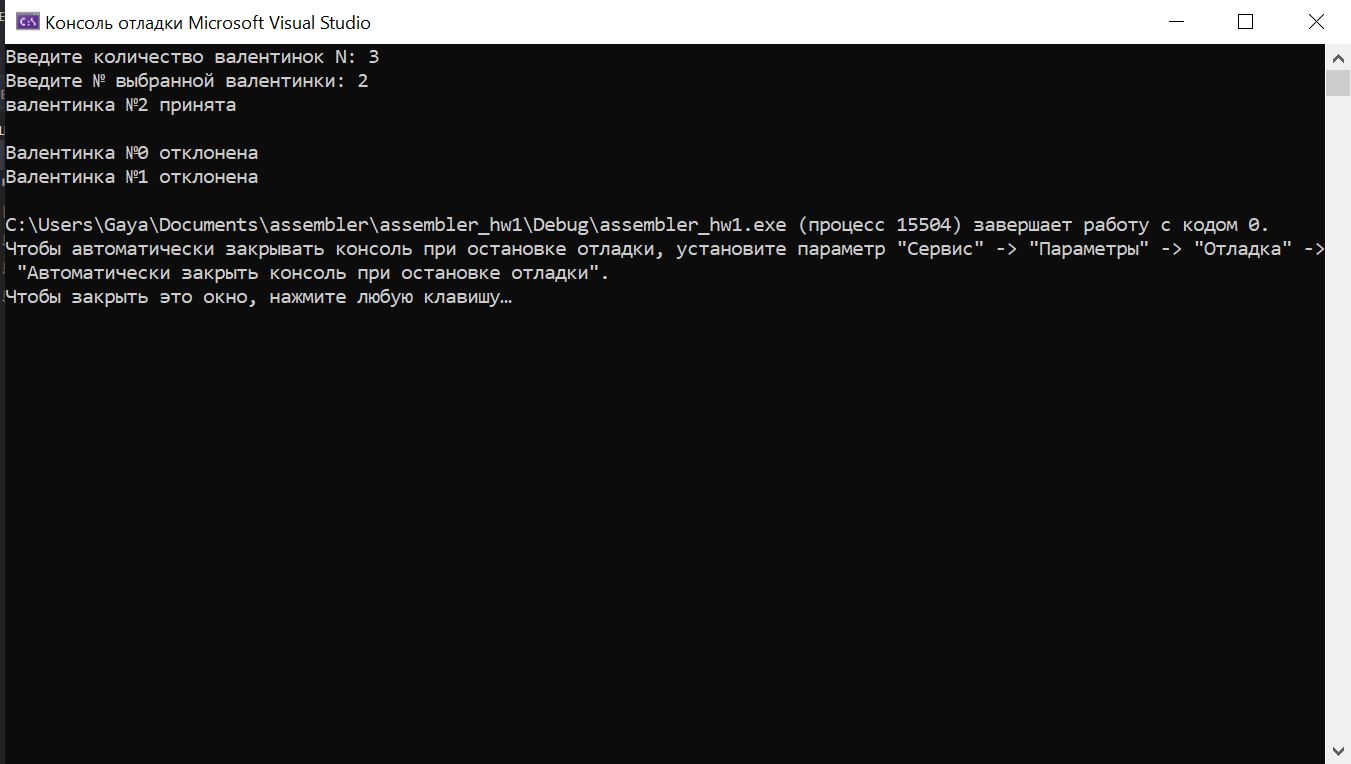 Консоль отладки Microsoft Visual Studio
Введите количество валентинок N: 3
Введите № выбранной валентинки: 2
валентинка №2 принята
Валентинка №0 отклонена
Валентинка №1 отклонена
C:\Users\Gaya\Documents\assembler\assembler_hw1\Debug\assembler_hw1.exe (процесс 15504) завершает работу с кодом 0.
Чтобы автоматически закрывать консоль при остановке отладки, установите параметр "Сервис" -> "Параметры" -> "Отладка" ->
"Автоматически закрыть консоль при остановке отладки".
Чтобы закрыть это окно, нажмите любую клавишу…